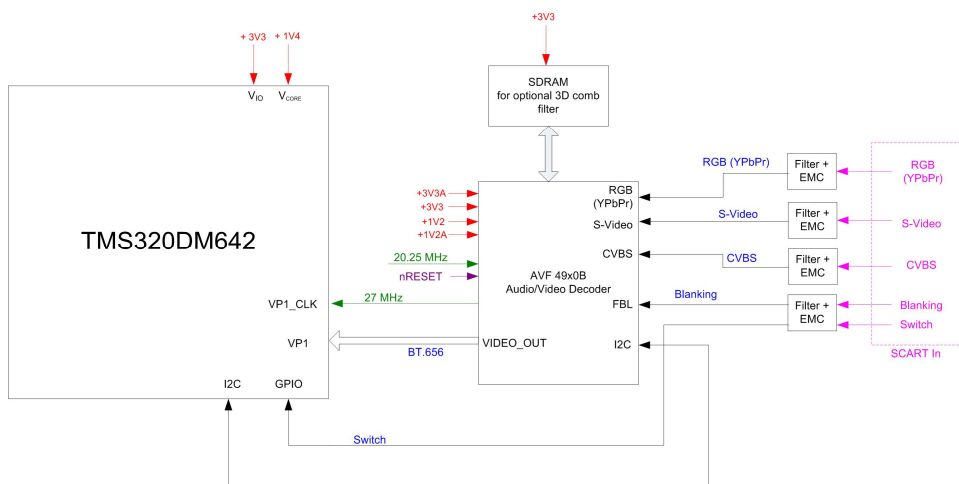 +3V3
+ 3V3
+ 1V4
VIO
VCORE
TMS320DM642
VP1_CLK
VP1
I2C
GPIO
SDRAM
for optional 3D comb
filter
+3V3A
+3V3
+1V2
+1V2A
20.25 MHz
nRESET
27 MHz
BT.656
RGB
(YPbPr)
S-Video
CVBS
AVF 49x0B
Audio/Video Decoder
FBL
VIDEO_OUT
I2C
RGB (YPbPr)
S-Video
CVBS
Blanking
Switch
Filter +
EMC
Filter +
EMC
Filter +
EMC
Filter +
EMC
RGB
(YPbPr)
S-Video
CVBS
Blanking
Switch
SCART In